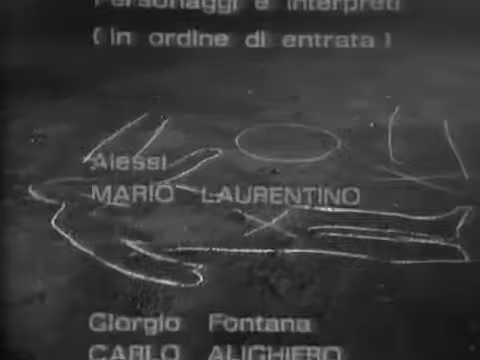 Personaggi e interpreti
( in ordine di entrata )
Alessi
MARIO LAURENTINO
Giorgio Fontana
CARLO ALIGHIERO